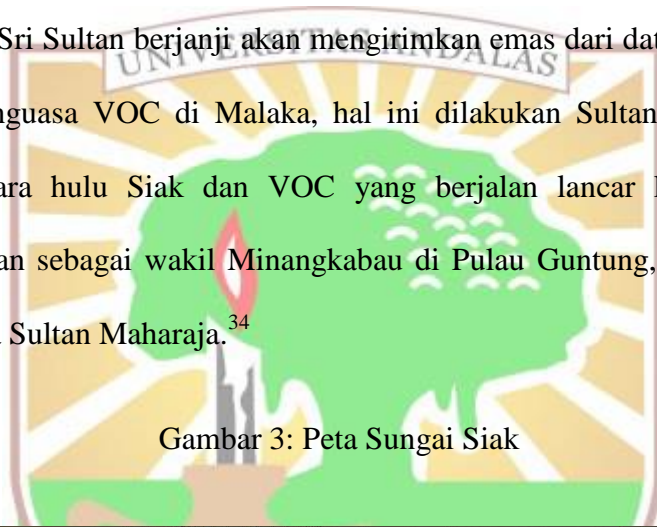 Sri Sultan berjanji akan mengirimkan emas dari dat
UNIVERSITAS ANDALAS
nguasa VOC di Malaka, hal ini dilakukan Sultan
ara hulu Siak dan VOC yang berjalan lancar
an sebagai wakil Minangkabau di Pulau Guntung,
Sultan Maharaja.34
Gambar 3: Peta Sungai Siak